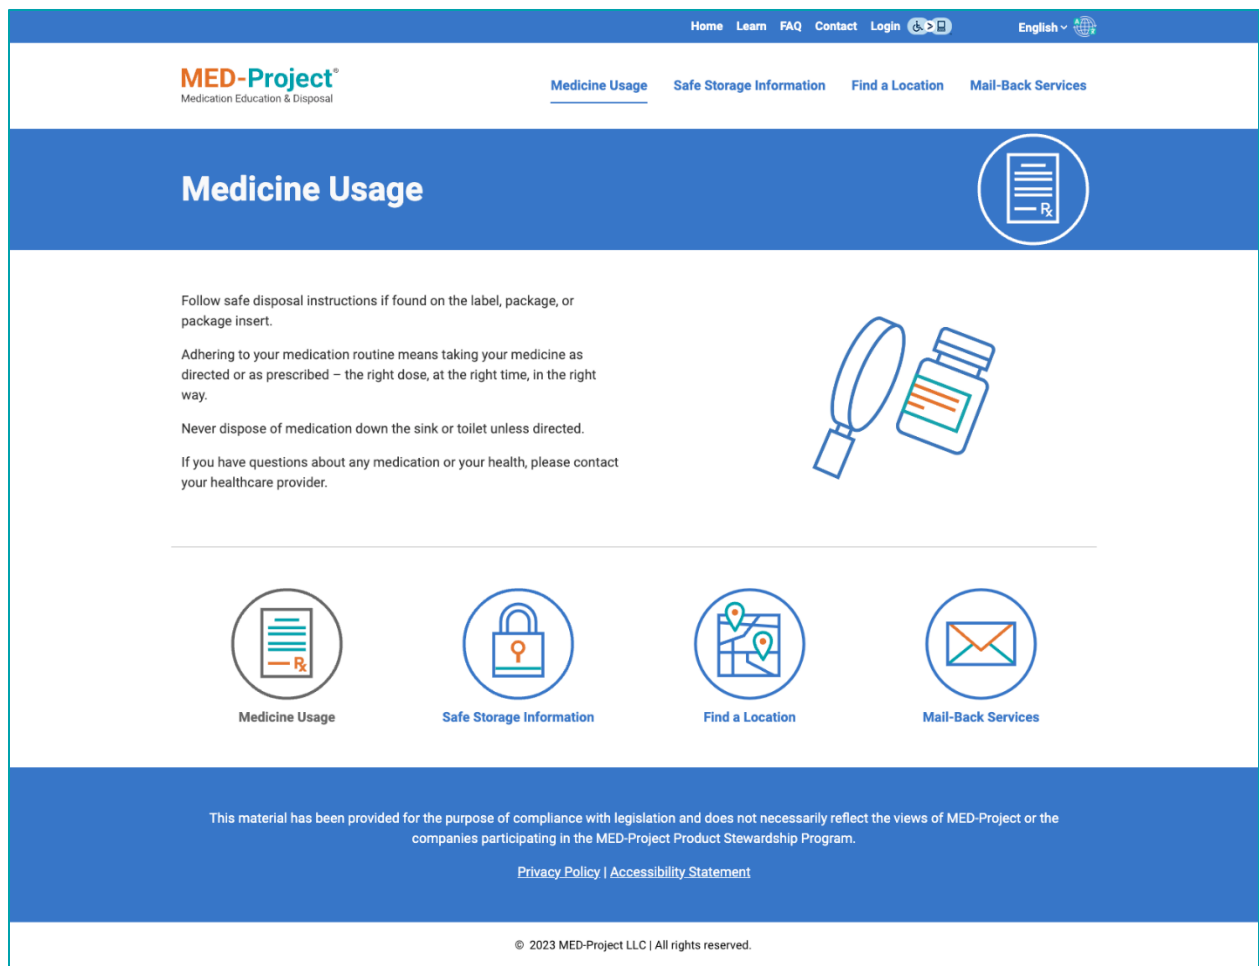 Home Learn FAQ Contact Login English
MED-Project®
Medication Education & Disposal
Medicine Usage Safe Storage Information Find a Location Mail-Back Services
Medicine Usage
Rx
Follow safe disposal instructions if found on the label, package, or
package insert.
Adhering to your medication routine means taking your medicine as
directed or as prescribed – the right dose, at the right time, in the right
way.
Never dispose of medication down the sink or toilet unless directed.
If you have questions about any medication or your health, please contact
your healthcare provider.
Rx
Medicine Usage Safe Storage Information Find a Location Mail-Back Services
This material has been provided for the purpose of compliance with legislation and does not necessarily reflect the views of MED-Project or the
companies participating in the MED-Project Product Stewardship Program.
Privacy Policy | Accessibility Statement
© 2023 MED-Project LLC | All rights reserved.